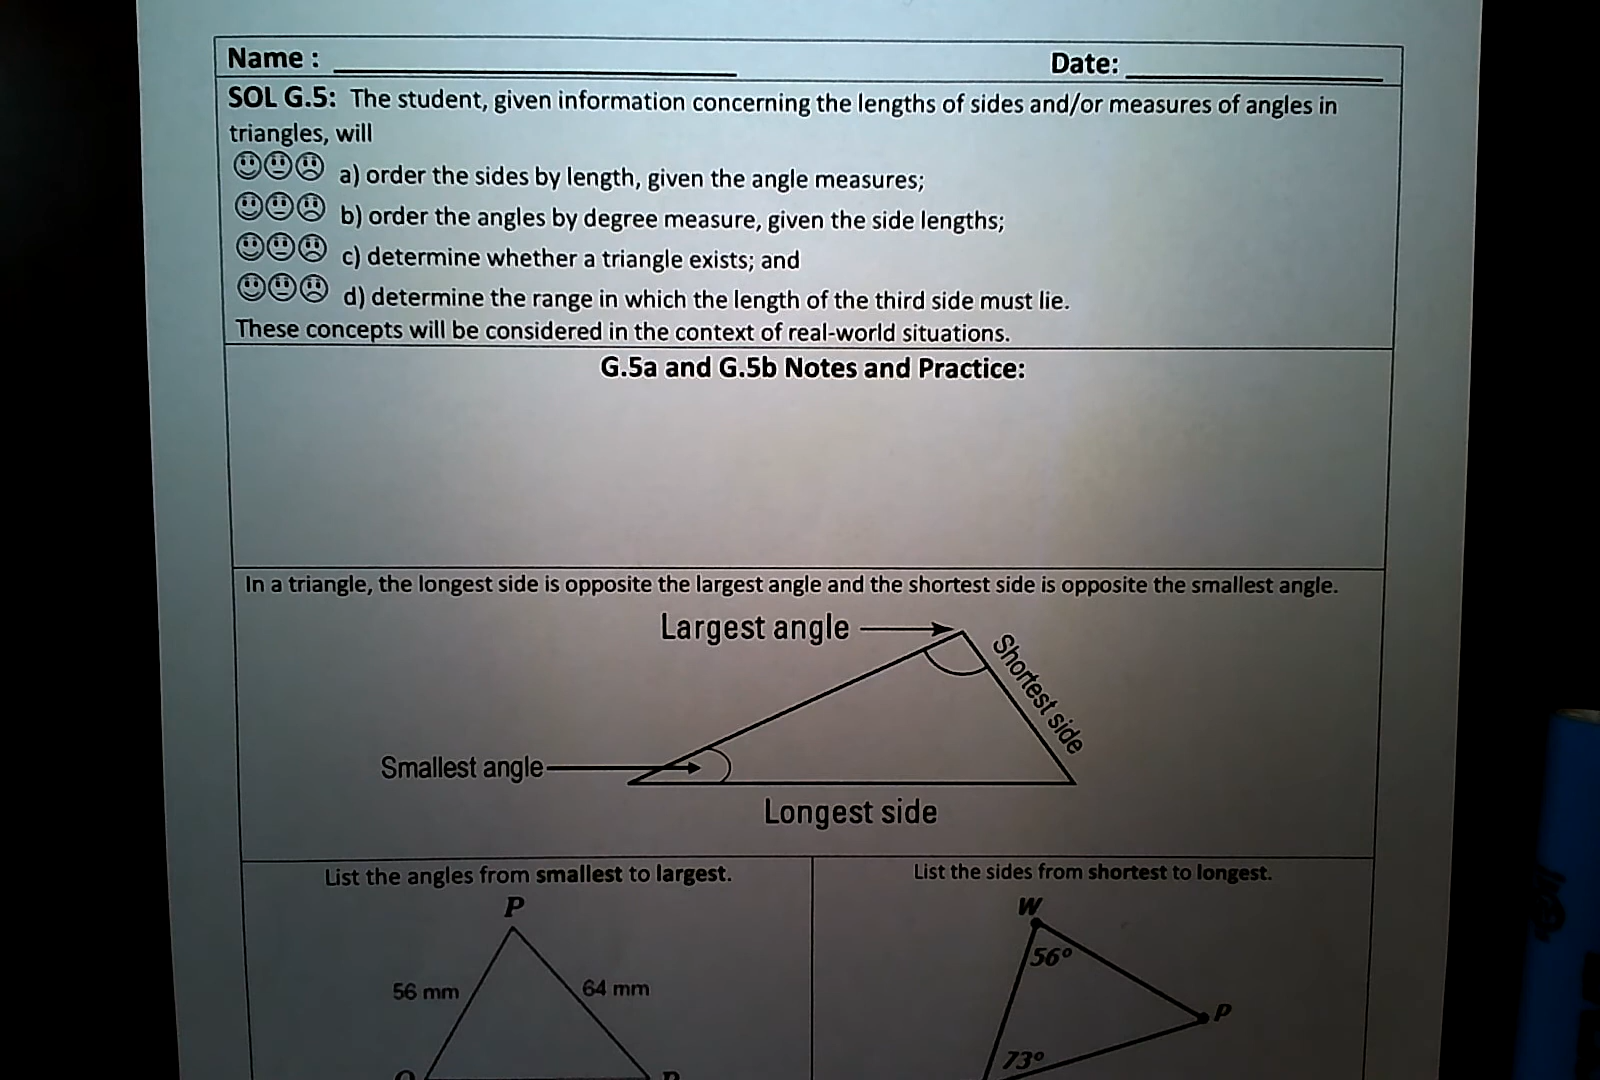 Name : ____________________ Date: ____________________
SOL G.5: The student, given information concerning the lengths of sides and/or measures of angles in
triangles, will
a) order the sides by length, given the angle measures;
b) order the angles by degree measure, given the side lengths;
c) determine whether a triangle exists; and
d) determine the range in which the length of the third side must lie.
These concepts will be considered in the context of real-world situations.
G.5a and G.5b Notes and Practice:
In a triangle, the longest side is opposite the largest angle and the shortest side is opposite the smallest angle.
Largest angle
Shortest side
Smallest angle
Longest side
List the angles from smallest to largest.
P
56 mm
64 mm
List the sides from shortest to longest.
W
56°
P
73°